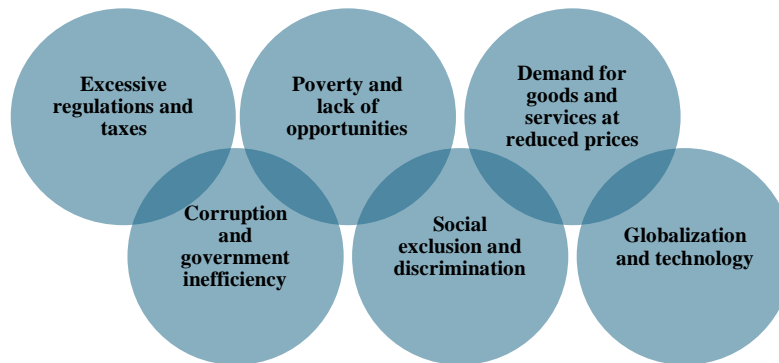 Excessive
regulations and
taxes
Corruption
and
government
inefficiency
Poverty and
lack of
opportunities
Social
exclusion and
discrimination
Demand for
goods and
services at
reduced prices
Globalization
and technology